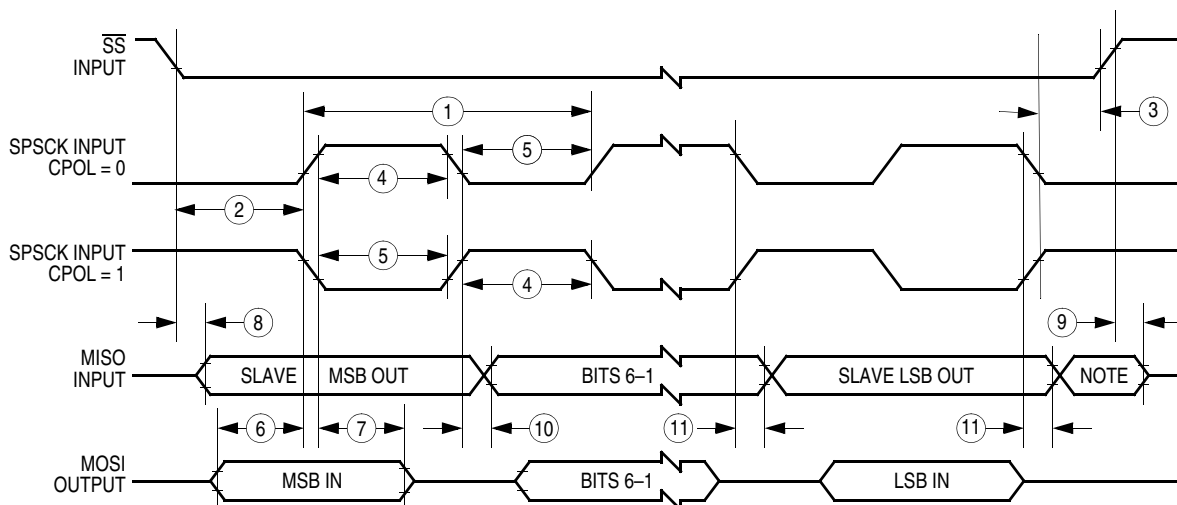 SS
INPUT
1
3
SPSCK INPUT
CPOL = 0
5
4
2
SPSCK INPUT
CPOL = 1
5
4
8
9
MISO
INPUT
SLAVE MSB OUT
BITS 6–1
SLAVE LSB OUT
NOTE
6
7
10
11
11
MOSI
OUTPUT
MSB IN
BITS 6–1
LSB IN